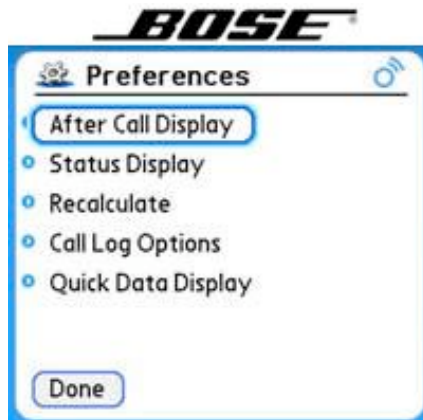 BOSE
Preferences
After Call Display
Status Display
Recalculate
Call Log Options
Quick Data Display
Done